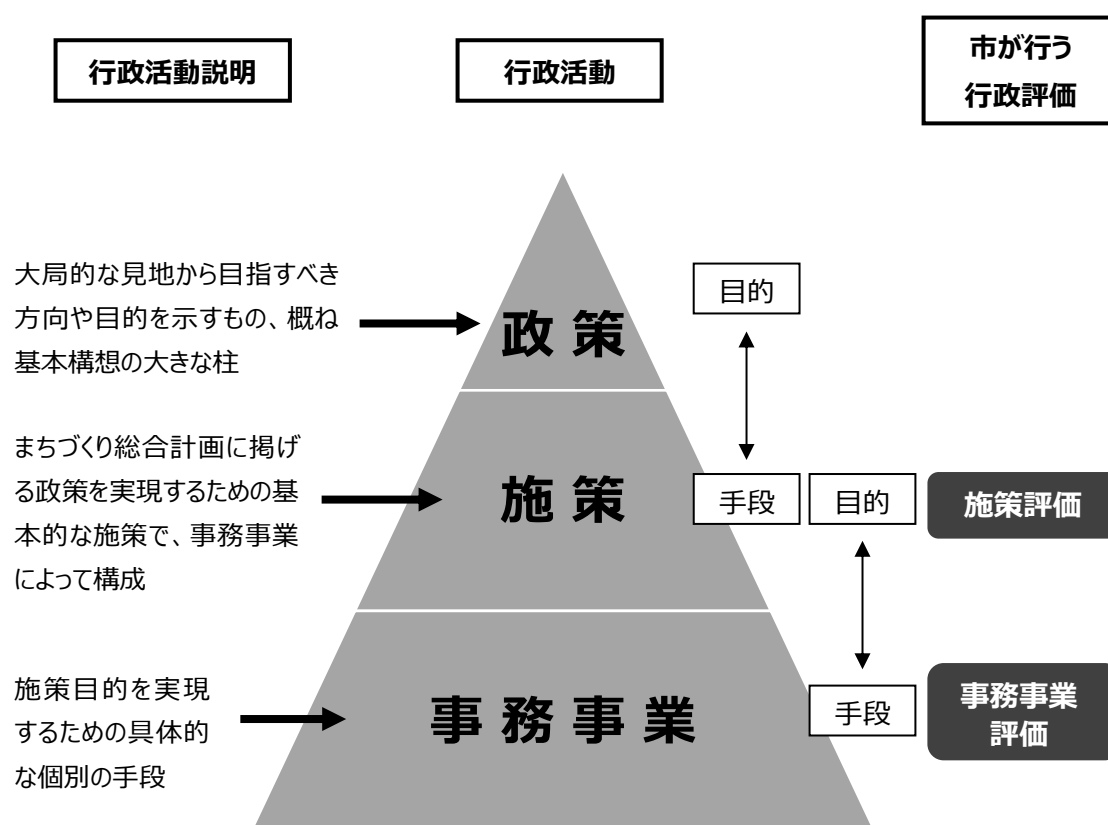 行政活動説明
行政活動
市が行う
行政評価
大局的な見地から目指すべき
方向や目的を示すもの、概ね
基本構想の大きな柱
政策
目的
まちづくり総合計画に掲げ
る政策を実現するための基
本的な施策で、事務事業
によって構成
施策
手段
目的
施策評価
施策目的を実現
するための具体的
な個別の手段
事務事業
手段
事務事業
評価